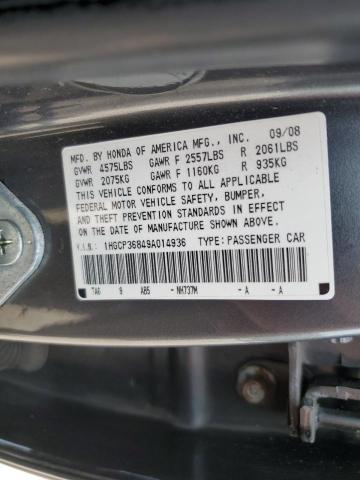 MFD. BY HONDA OF AMERICA MFG., INC. 09/08
GVWR 4575LBS GAWR F 2557LBS R 2061LBS
GVWR 2075KG GAWR F 1160KG R 935KG
THIS VEHICLE CONFORMS TO ALL APPLICABLE
FEDERAL MOTOR VEHICLE SAFETY, BUMPER,
AND THEFT PREVENTION STANDARDS IN EFFECT
ON THE DATE OF MANUFACTURE SHOWN ABOVE.
V.I.N.: 1HGCP36849A014936 TYPE: PASSENGER CAR
TA6 9 AB5 - NH737M - A - A